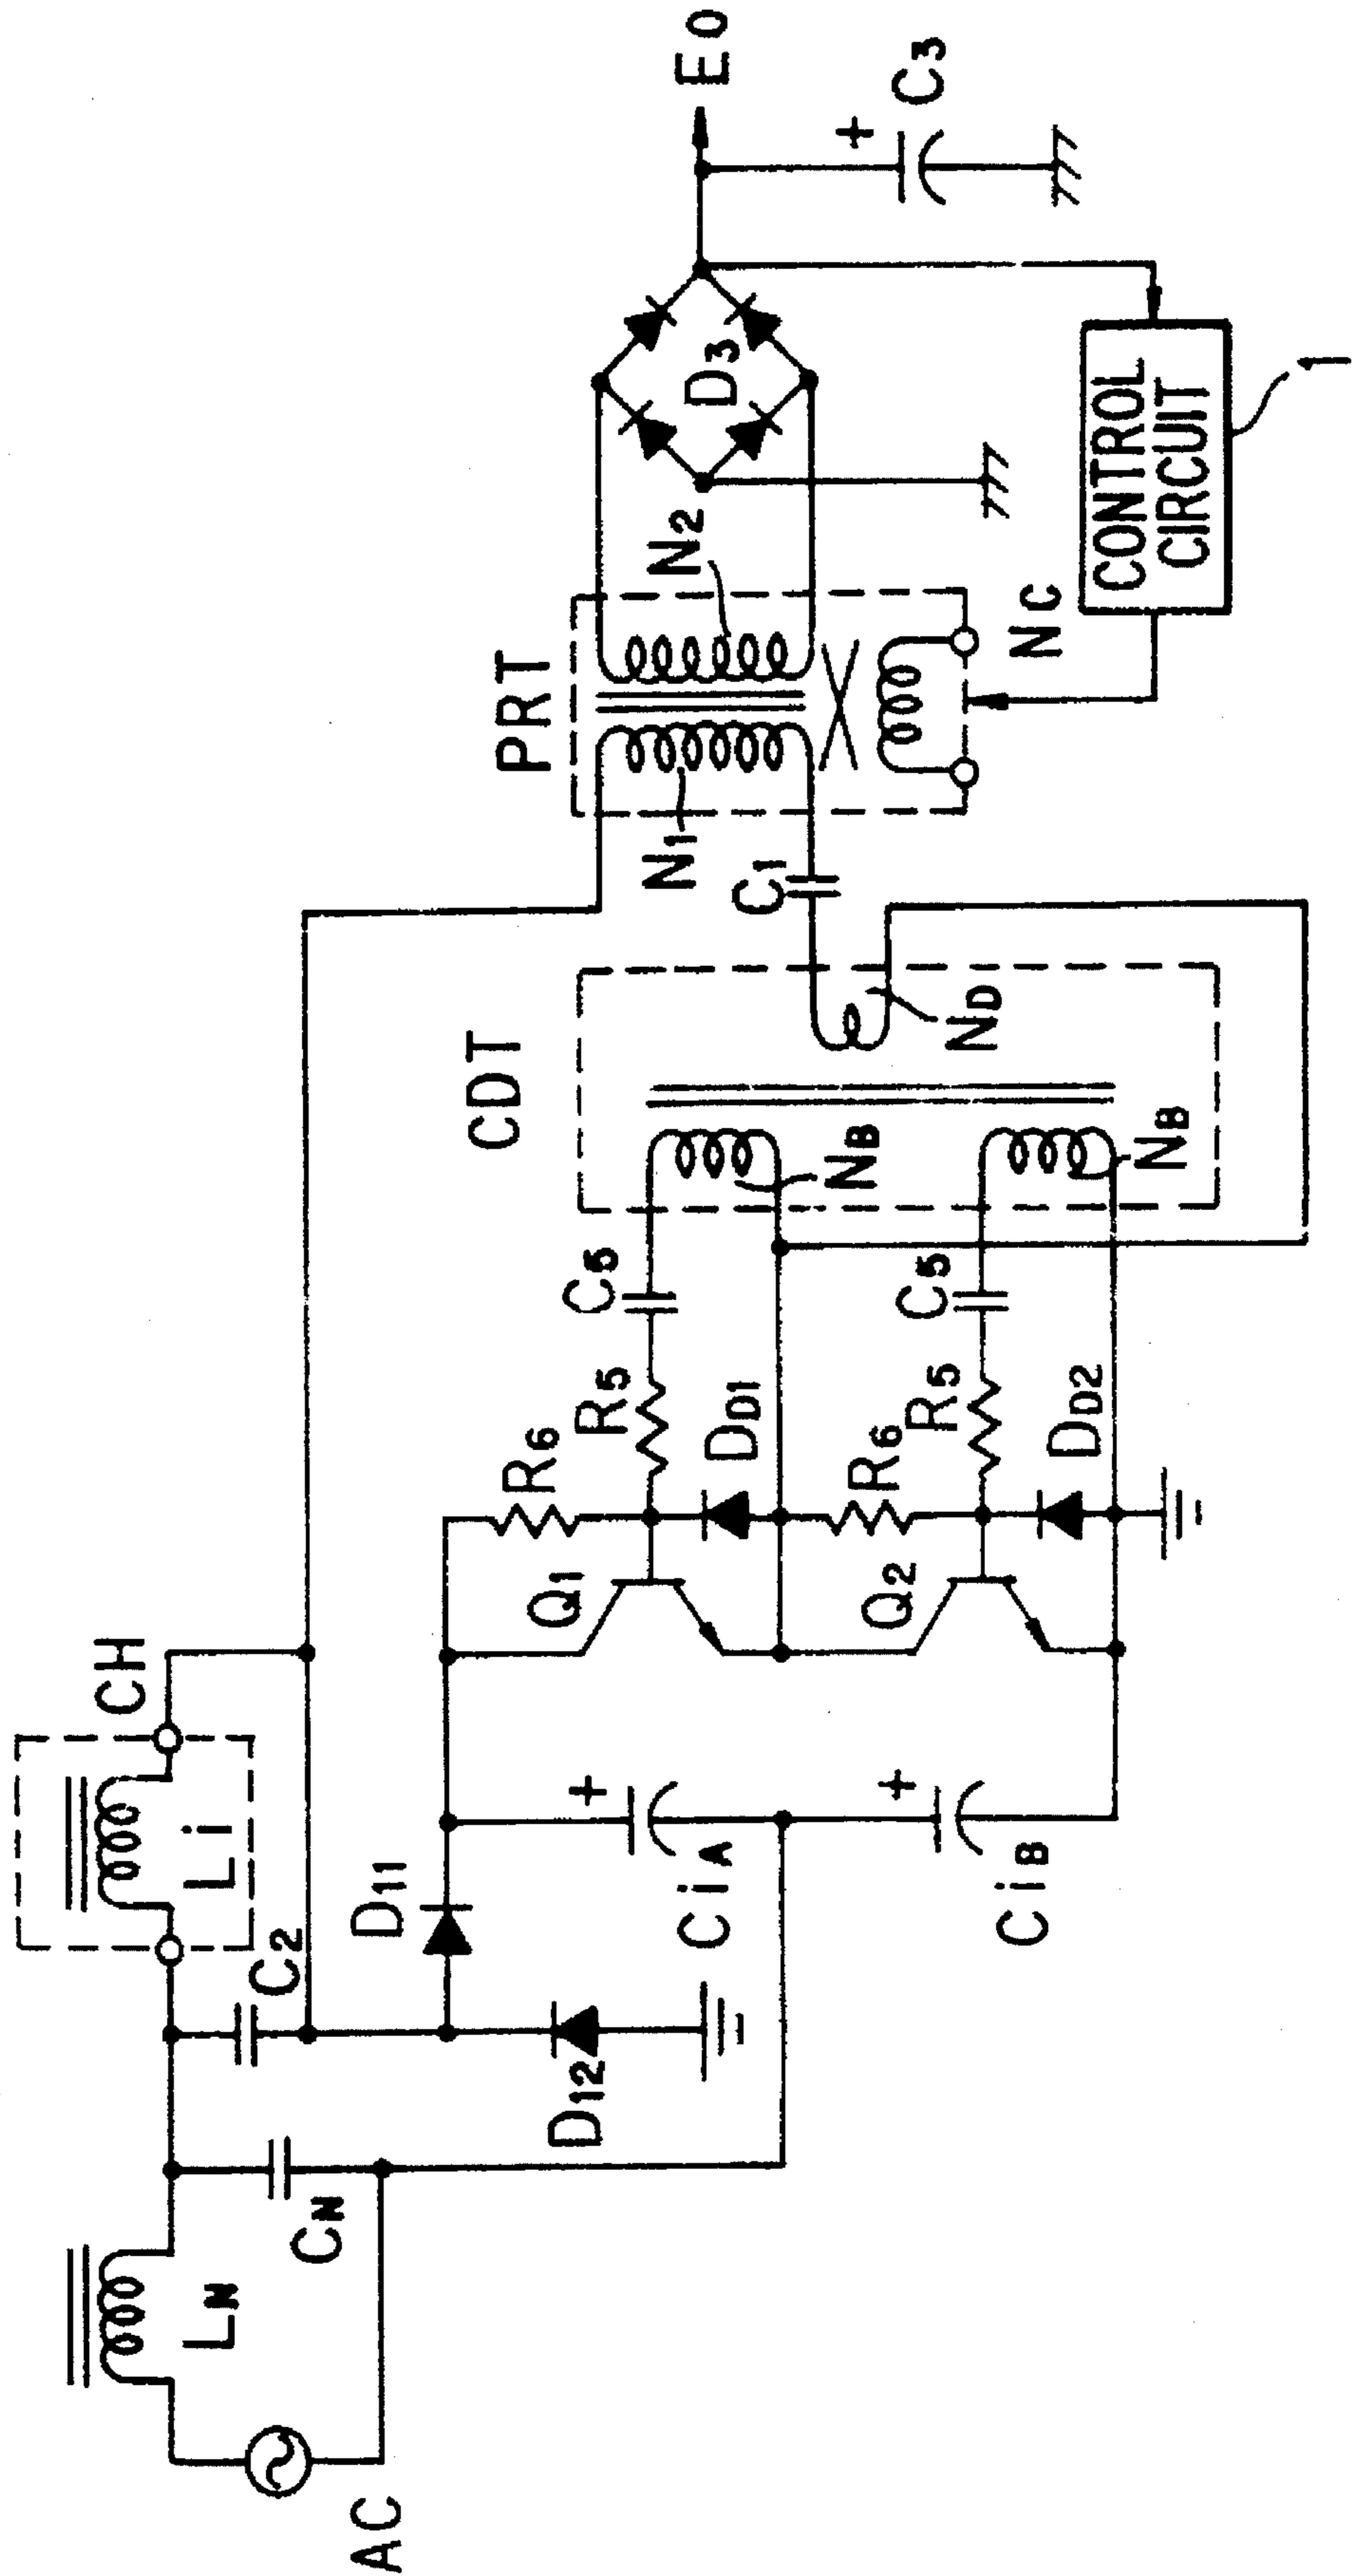 CH
Li
LN
C2
CN
AC
D11
D12
CiA
CiB
Q1
Q2
R6
R6
R5
R5
C5
C5
DD1
DD2
CDT
NB
NB
ND
C1
PRT
N1
N2
NC
D3
CONTROL
CIRCUIT
1
E0
+
C3
+
+